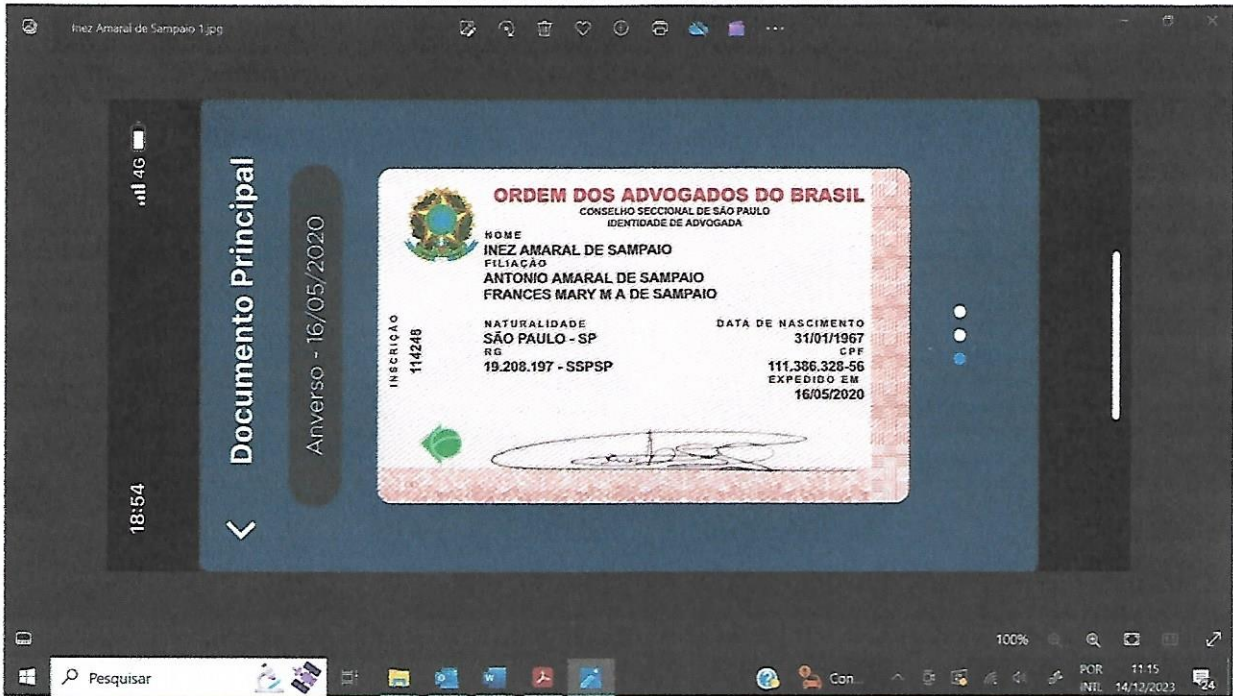 Inez Amaral de Sampaio 1.jpg
18:54
4G
Documento Principal
Anverso - 16/05/2020
ORDEM DOS ADVOGADOS DO BRASIL
CONSELHO SECCIONAL DE SÃO PAULO
IDENTIDADE DE ADVOGADA
NOME
INEZ AMARAL DE SAMPAIO
FILIAÇÃO
ANTONIO AMARAL DE SAMPAIO
FRANCES MARY M A DE SAMPAIO
INSCRIÇÃO
114248
NATURALIDADE
SÃO PAULO - SP
RG
19.208.197 - SSPSP
DATA DE NASCIMENTO
31/01/1967
CPF
111.386.328-56
EXPEDIDO EM
16/05/2020
100%
Pesquisar
Con...
POR
INTL
11:15
14/12/2023
24